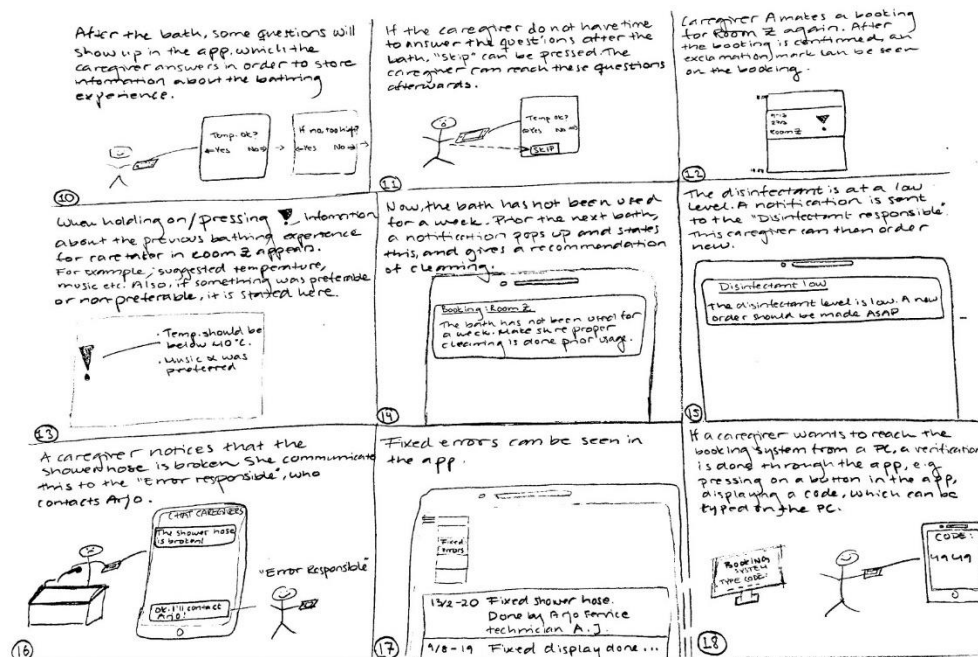 After the bath, some questions will
show up in the app, which the
caregiver answers in order to store
information about the bathing
experience.
Temp. ok?
Yes No
If no, too high?
Yes No
10
If the caregiver do not have time
to answer the questions after the
bath, "skip" can be pressed. The
caregiver can reach these questions
afterwards.
Temp ok?
Yes No
SKIP
11
Caregiver A makes a booking
for Room Z again. After
the booking is confirmed, an
exclamation mark can be seen
on the booking.
Room Z
!
12
When holding on/pressing ! information
about the previous bathing experience
for caretaker in Room Z appears.
For example, suggested temperature,
music etc. Also, if something was preferable
or non preferable, it is stated here.
!
• Temp. should be
below 40°C.
• Music α was
preferred
13
Now, the bath has not been used
for a week. Prior the next bath,
a notification pops up and states
this, and gives a recommendation
of cleaning.
Booking: Room Z
The bath has not been used for
a week. Make sure proper
cleaning is done prior usage.
14
The disinfectant is at a low
level. A notification is sent
to the "Disinfectant responsible".
This caregiver can then order
new.
Disinfectant low
The disinfectant level is low. A new
order should be made ASAP
15
A caregiver notices that the
showerhose is broken. She communicate
this to the "Error responsible", who
contacts Arjo.
CHAT CAREGIVERS
The shower hose
is broken!
Ok. I'll contact
Arjo!
"Error Responsible"
16
Fixed errors can be seen in
the app.
Fixed
errors
13/2-20 Fixed shower hose.
Done by Arjo Service
technician A.J.
9/8-19 Fixed display done...
17
If a caregiver wants to reach the
booking system from a PC, a verification
is done through the app, e.g.
pressing on a button in the app,
displaying a code, which can be
typed on the PC.
BOOKING
SYSTEM
TYPE CODE:
CODE:
4949
18